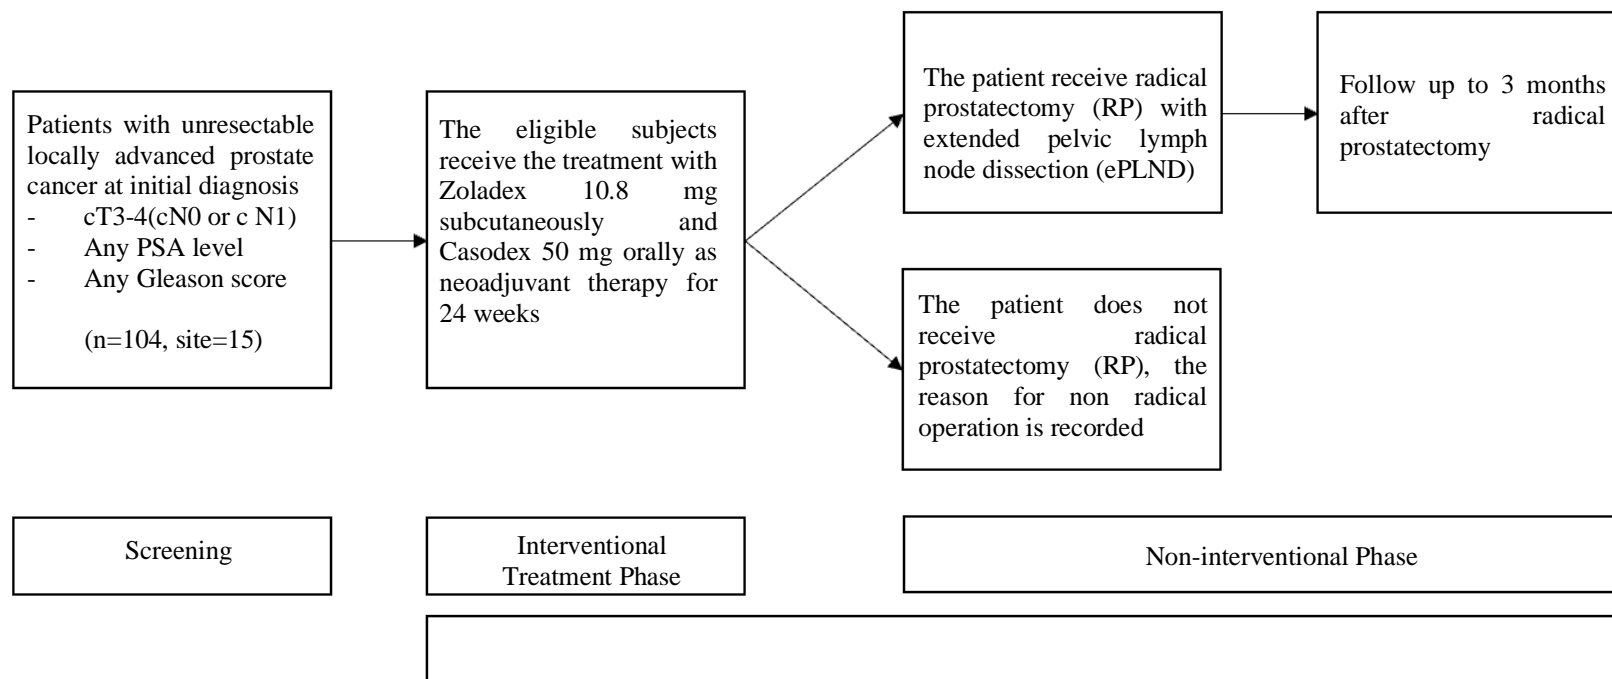 Patients with unresectable
locally advanced prostate
cancer at initial diagnosis
- cT3-4(cN0 or c N1)
- Any PSA level
- Any Gleason score
(n=104, site=15)
The eligible subjects
receive the treatment with
Zoladex 10.8 mg
subcutaneously and
Casodex 50 mg orally as
neoadjuvant therapy for
24 weeks
The patient receive radical
prostatectomy (RP) with
extended pelvic lymph
node dissection (ePLND)
Follow up to 3 months
after radical
prostatectomy
The patient does not
receive radical
prostatectomy (RP), the
reason for non radical
operation is recorded
Screening
Interventional
Treatment Phase
Non-interventional Phase